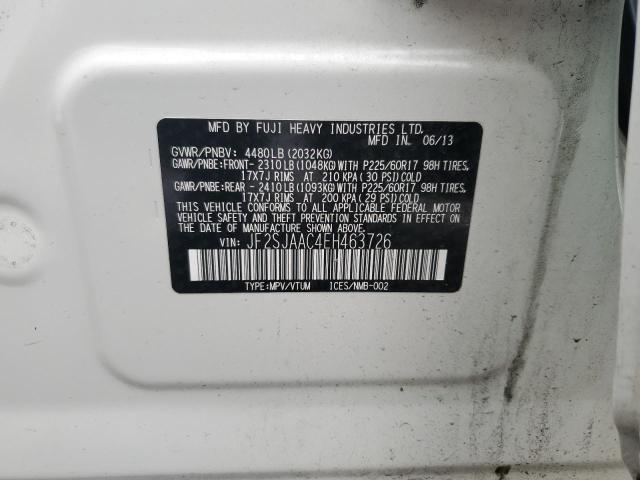 MFD BY FUJI HEAVY INDUSTRIES LTD.
MFD IN. 06/13
GVWR/PNBV: 4480LB(2032KG)
GAWR/PNBE:FRONT- 2310LB(1048KG)WITH P225/60R17 98H TIRES,
17X7J RIMS AT 210 KPA(30 PSI)COLD
GAWR/PNBE:REAR - 2410LB(1093KG)WITH P225/60R17 98H TIRES,
17X7J RIMS AT 200 KPA(29 PSI)COLD
THIS VEHICLE CONFORMS TO ALL APPLICABLE FEDERAL MOTOR
VEHICLE SAFETY, BUMPER, AND THEFT PREVENTION
STANDARDS IN EFFECT ON THE DATE OF MANUFACTURE
SHOWN ABOVE.
VIN: JF2SJAAC4EH463726
TYPE:MPV/VTUM ICES/NMB-002